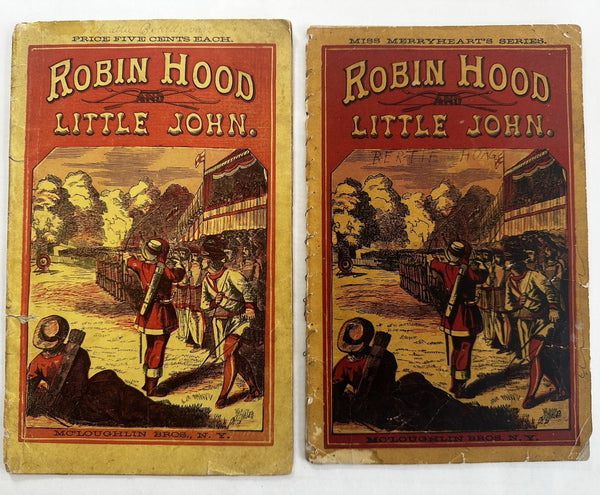 PRICE FIVE CENTS EACH.
ROBIN HOOD
AND
LITTLE JOHN.
McLOUGHLIN BROS., N.Y.
MISS MERRYHEART'S SERIES.
ROBIN HOOD
AND
LITTLE JOHN.
BERTIE
McLOUGHLIN BROS. N.Y.